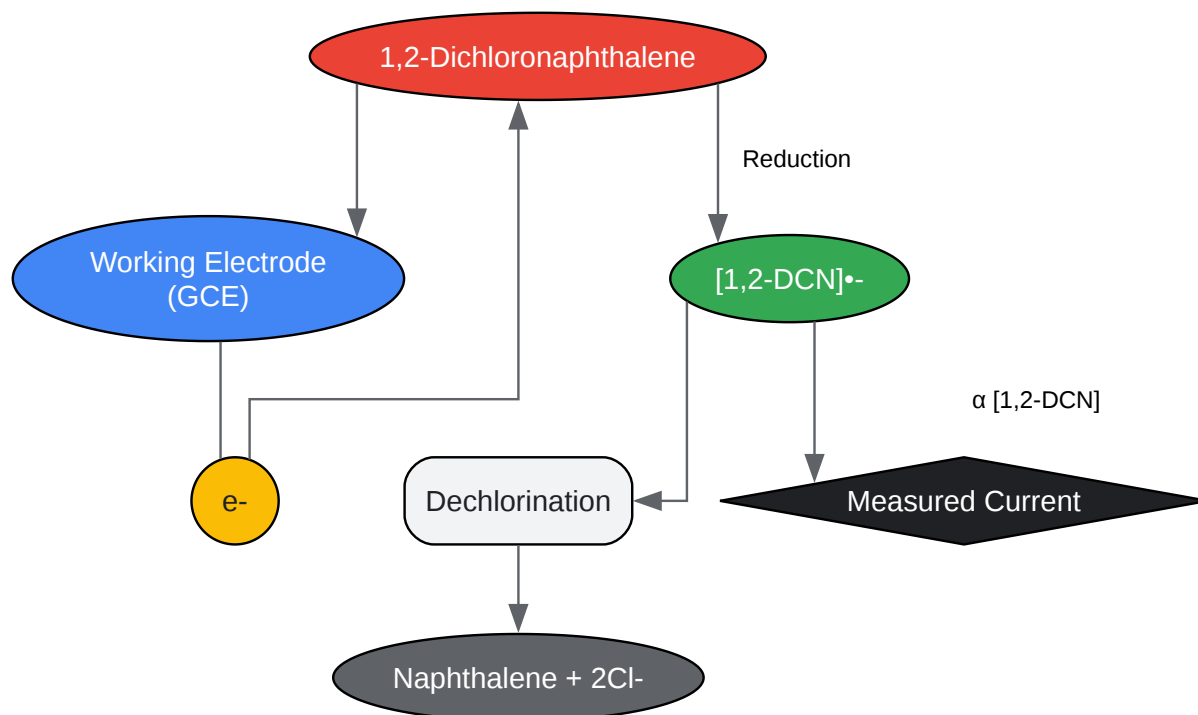 1,2-Dichloronaphthalene
Reduction
Working Electrode
(GCE)
[1,2-DCN]•-
α [1,2-DCN]
e-
Dechlorination
Measured Current
Naphthalene + 2Cl-